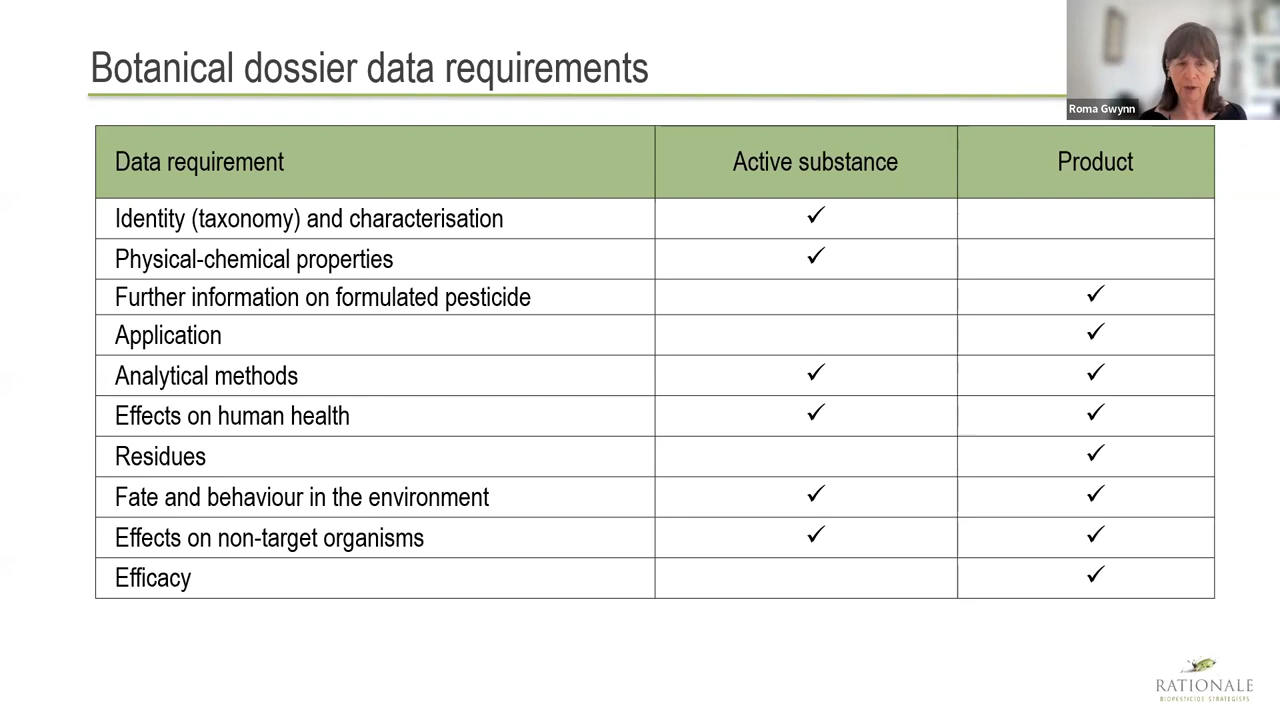 Botanical dossier data requirements
Roma Gwynn
Data requirement Active substance Product
Identity (taxonomy) and characterisation ✓
Physical-chemical properties ✓
Further information on formulated pesticide ✓
Application ✓
Analytical methods ✓ ✓
Effects on human health ✓ ✓
Residues ✓
Fate and behaviour in the environment ✓ ✓
Effects on non-target organisms ✓ ✓
Efficacy ✓
RATIONALE
BIOPESTICIDE STRATEGISTS